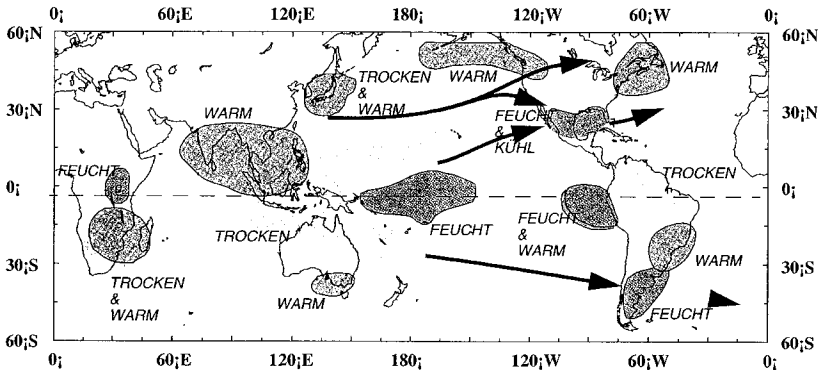 0¡ 60¡E 120¡E 180¡ 120¡W 60¡W 0¡
60¡N 60¡N
WARM
WARM
TROCKEN
&
WARM
30¡N 30¡N
WARM
FEUCHT
&
KÜHL
FEUCHT
TROCKEN
0¡ 0¡
TROCKEN
FEUCHT
FEUCHT
&
WARM
30¡S 30¡S
WARM
TROCKEN
&
WARM
WARM
FEUCHT
60¡S 60¡S
0¡ 60¡E 120¡E 180¡ 120¡W 60¡W 0¡